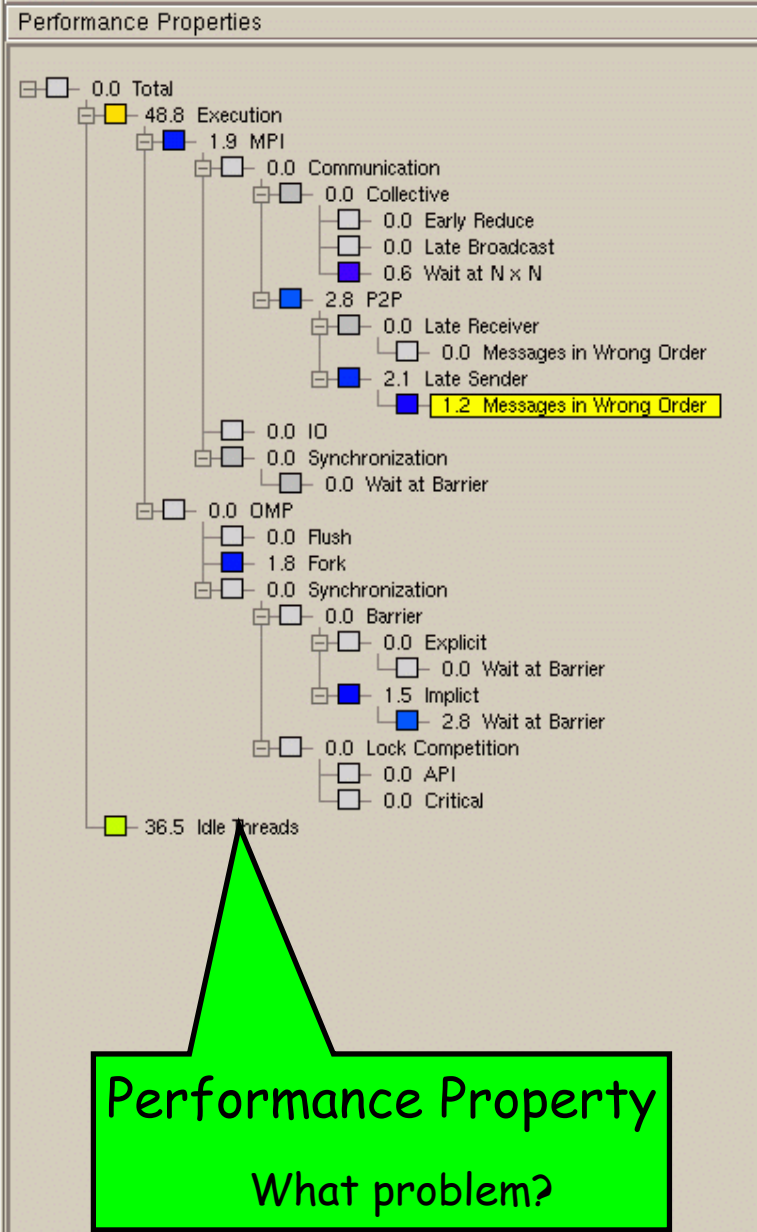 Performance Properties
0.0 Total
48.8 Execution
1.9 MPI
0.0 Communication
0.0 Collective
0.0 Early Reduce
0.0 Late Broadcast
0.6 Wait at N x N
2.8 P2P
0.0 Late Receiver
0.0 Messages in Wrong Order
2.1 Late Sender
1.2 Messages in Wrong Order
0.0 IO
0.0 Synchronization
0.0 Wait at Barrier
0.0 OMP
0.0 Flush
1.8 Fork
0.0 Synchronization
0.0 Barrier
0.0 Explicit
0.0 Wait at Barrier
1.5 Implict
2.8 Wait at Barrier
0.0 Lock Competition
0.0 API
0.0 Critical
36.5 Idle Threads
Performance Property
What problem?